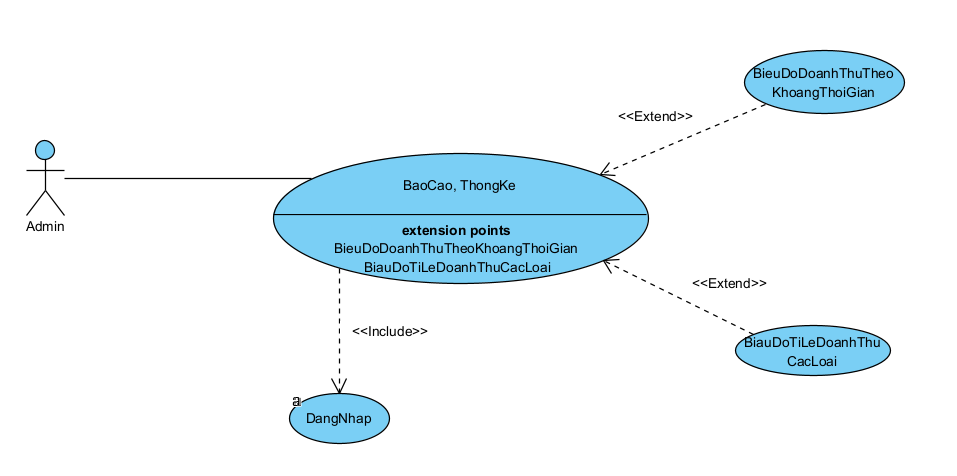 BieuDoDoanhThuTheo
KhoangThoiGian
<<Extend>>
Admin
BaoCao, ThongKe
extension points
BieuDoDoanhThuTheoKhoangThoiGian
BiauDoTiLeDoanhThuCacLoai
<<Extend>>
<<Include>>
BiauDoTiLeDoanhThu
CacLoai
a
DangNhap